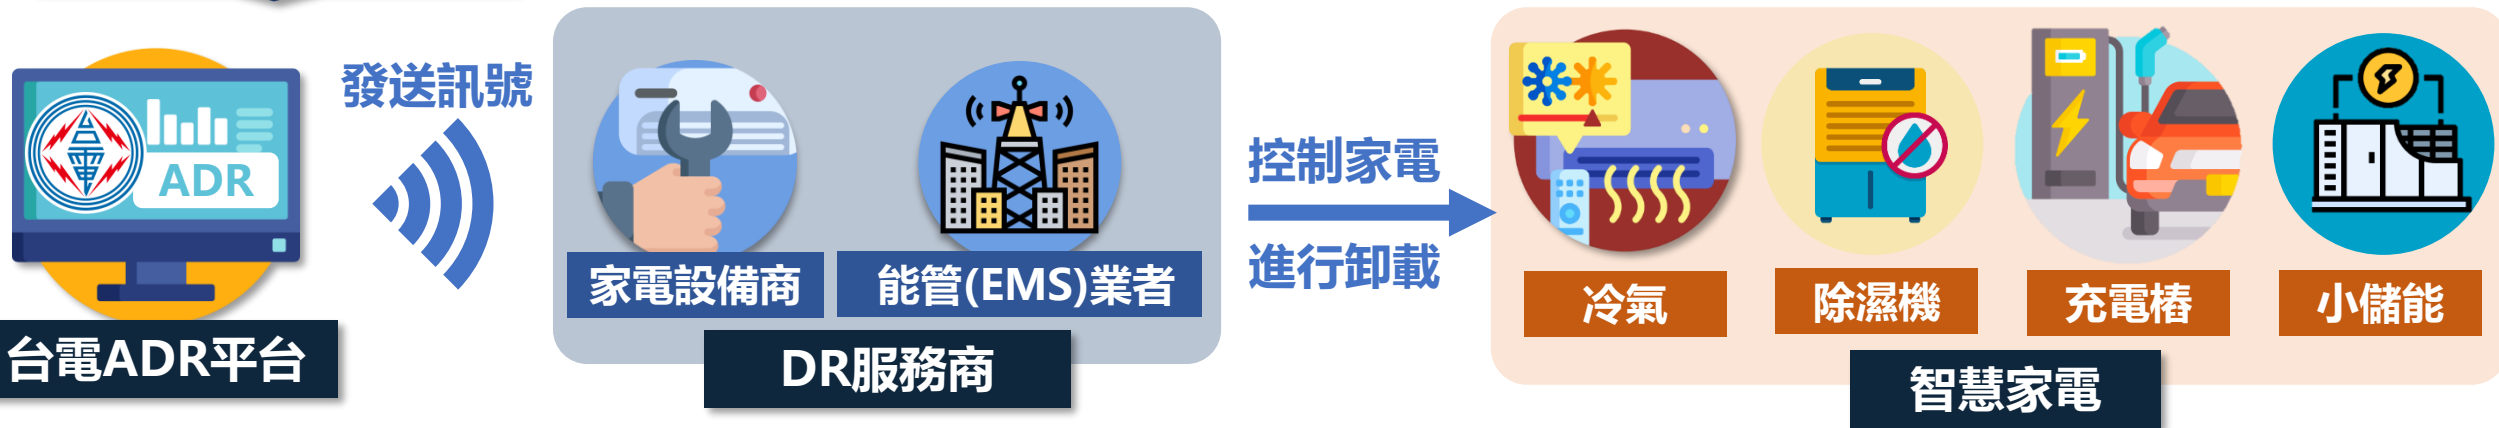 ADR
台電ADR平台
發送訊號
家電設備商
能管(EMS)業者
DR服務商
控制家電
進行卸載
冷氣
除濕機
充電樁
小儲能
智慧家電